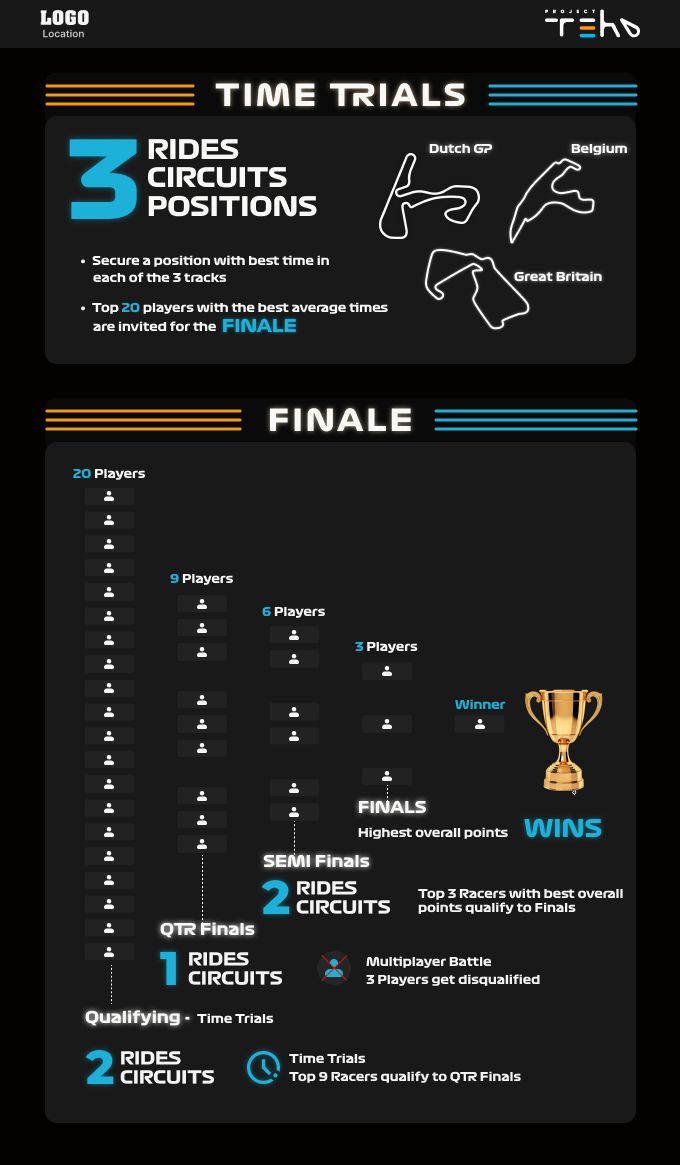 LOGO
Location
PROJECT
TEHO
TIME TRIALS
3 RIDES
CIRCUITS
POSITIONS
Dutch GP
Belgium
Great Britain
• Secure a position with best time in
each of the 3 tracks
• Top 20 players with the best average times
are invited for the FINALE
FINALE
20 Players
9 Players
6 Players
3 Players
Winner
FINALS
Highest overall points WINS
SEMI Finals
2 RIDES
CIRCUITS
Top 3 Racers with best overall
points qualify to Finals
QTR Finals
1 RIDES
CIRCUITS
Multiplayer Battle
3 Players get disqualified
Qualifying - Time Trials
2 RIDES
CIRCUITS
Time Trials
Top 9 Racers qualify to QTR Finals